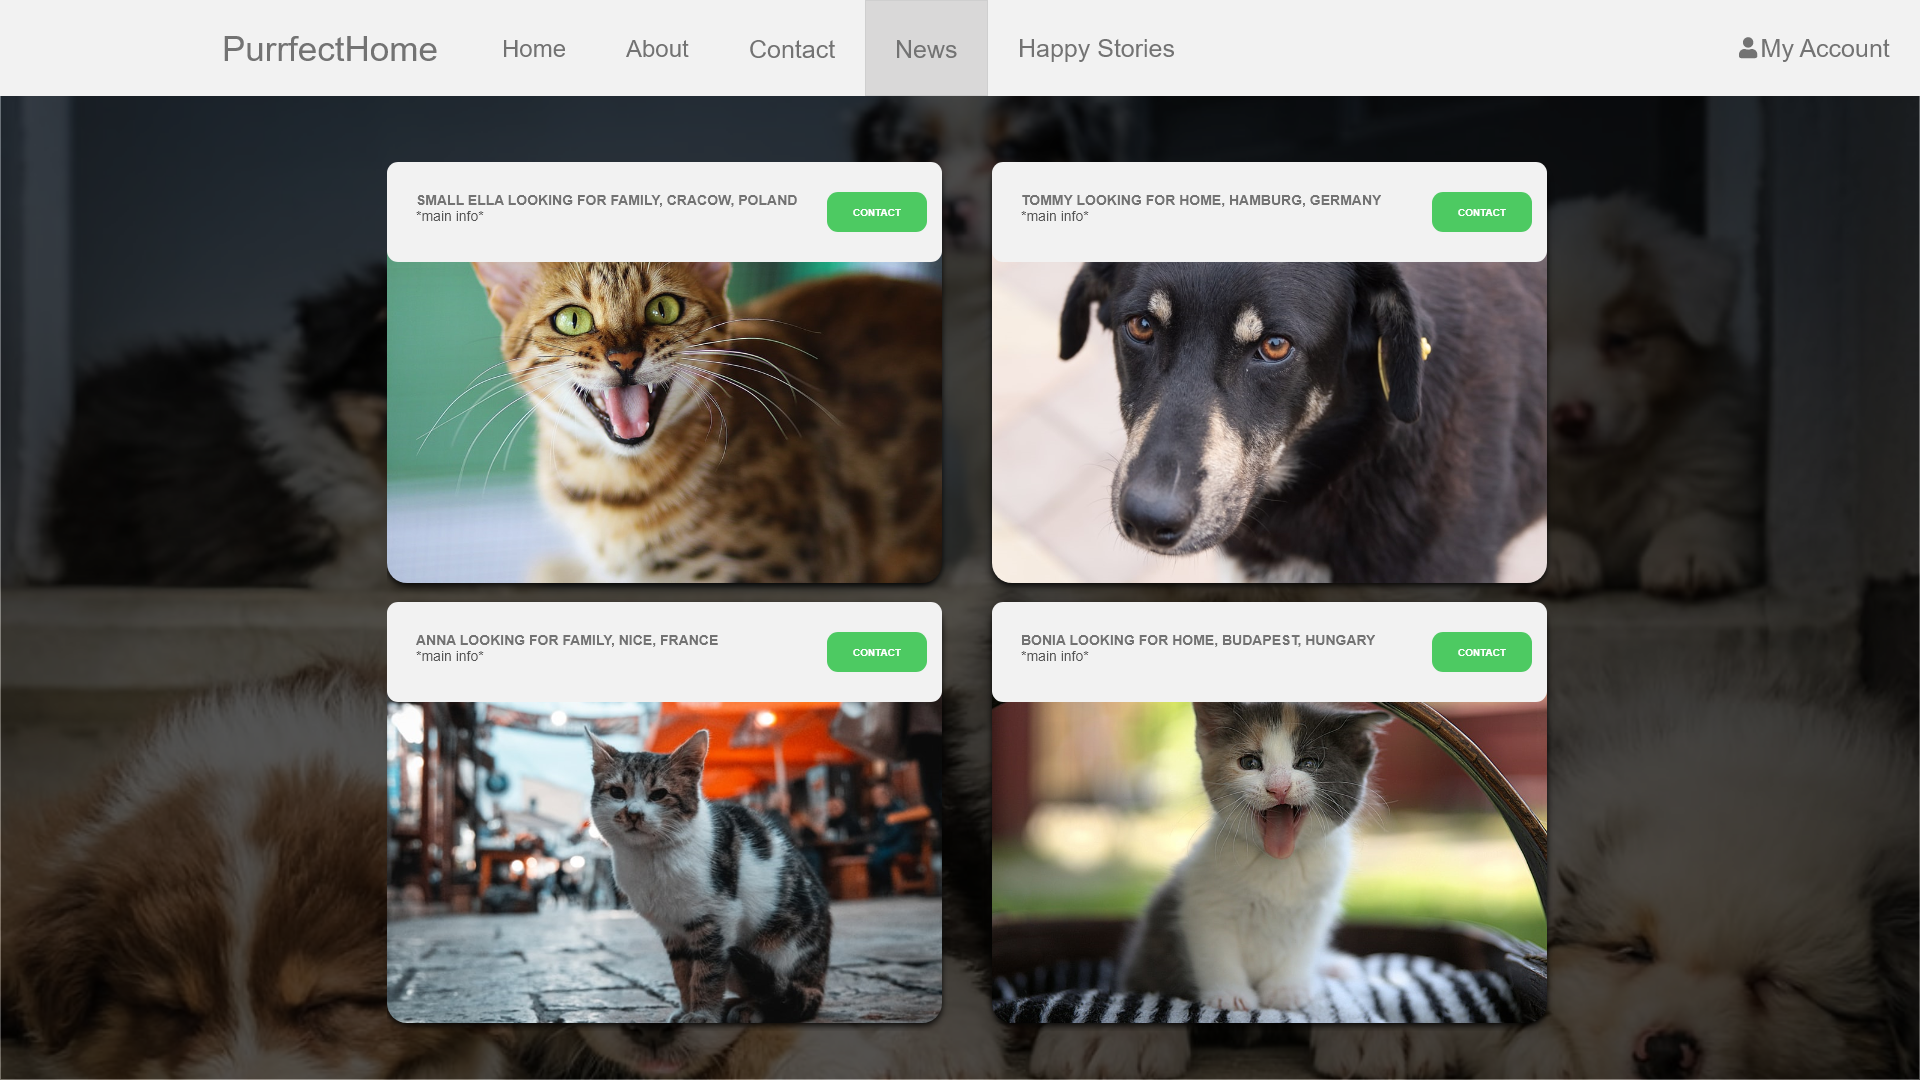 PurrfectHome
Home
About
Contact
News
Happy Stories
My Account
SMALL ELLA LOOKING FOR FAMILY, CRACOW, POLAND
*main info*
CONTACT
TOMMY LOOKING FOR HOME, HAMBURG, GERMANY
*main info*
CONTACT
ANNA LOOKING FOR FAMILY, NICE, FRANCE
*main info*
CONTACT
BONIA LOOKING FOR HOME, BUDAPEST, HUNGARY
*main info*
CONTACT